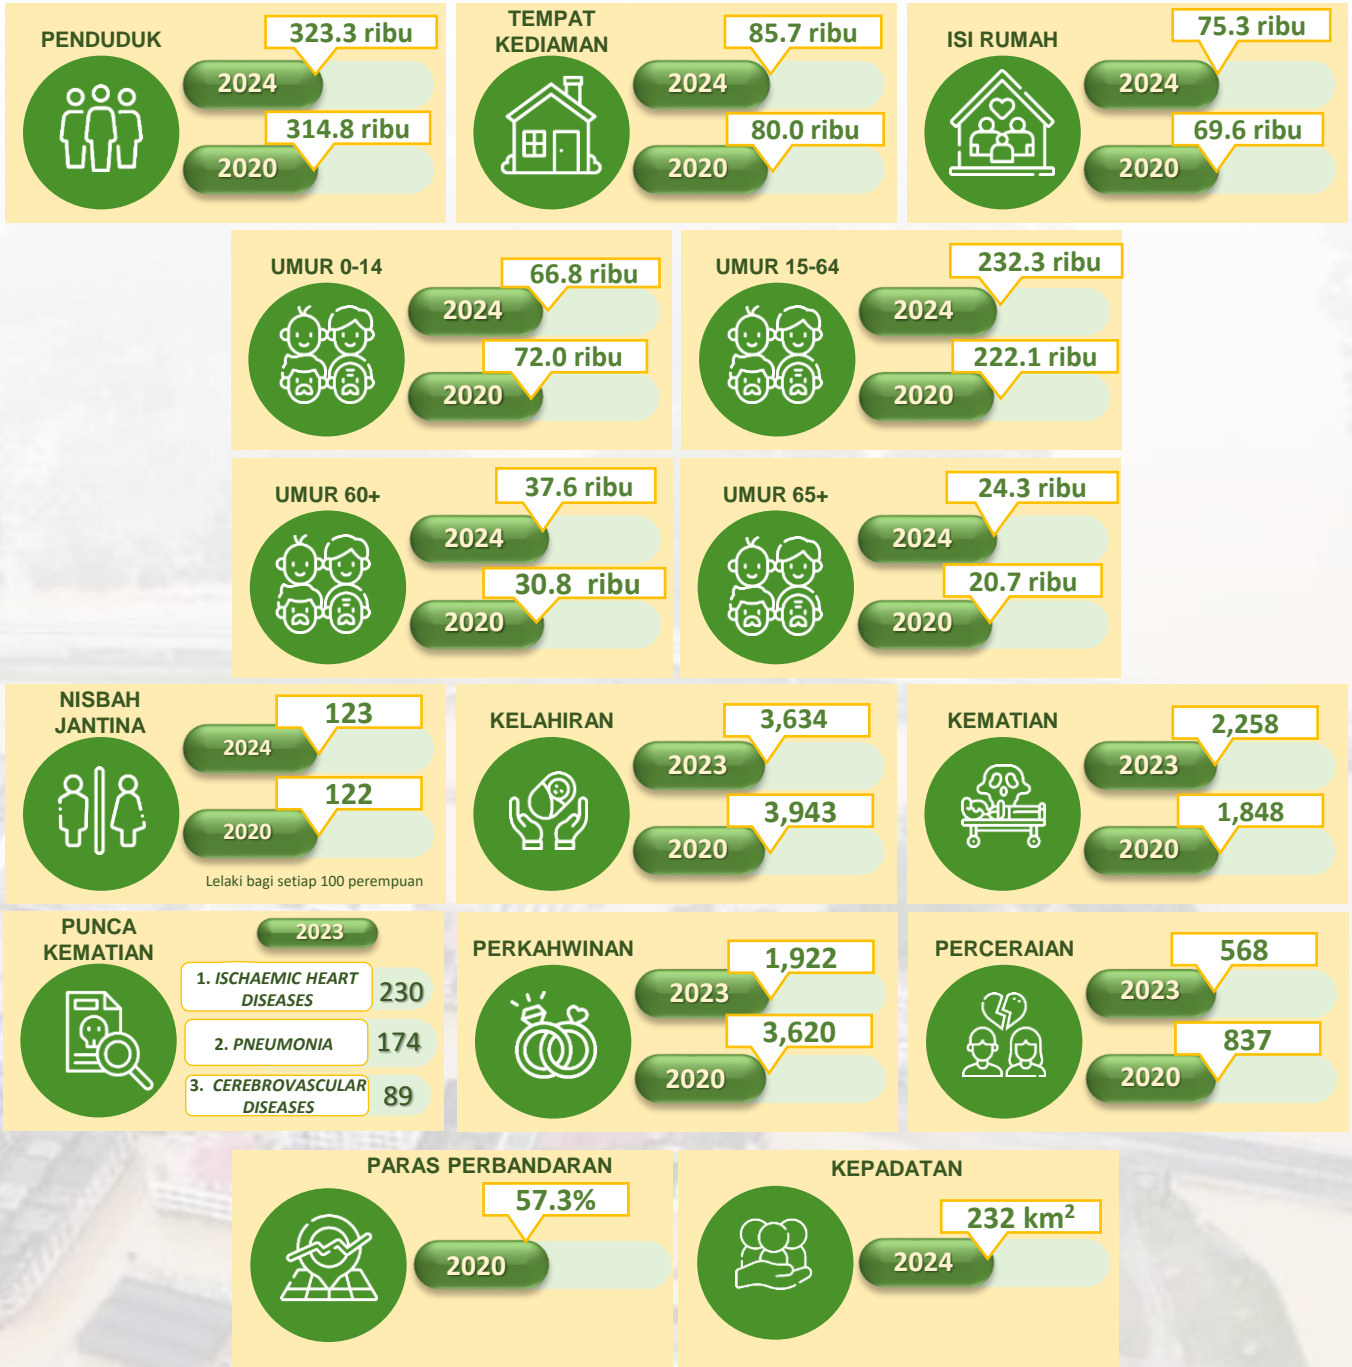 PENDUDUK
323.3 ribu
2024
314.8 ribu
2020
TEMPAT
KEDIAMAN
85.7 ribu
2024
80.0 ribu
2020
ISI RUMAH
75.3 ribu
2024
69.6 ribu
2020
UMUR 0-14
66.8 ribu
2024
72.0 ribu
2020
UMUR 15-64
232.3 ribu
2024
222.1 ribu
2020
UMUR 60+
37.6 ribu
2024
30.8 ribu
2020
UMUR 65+
24.3 ribu
2024
20.7 ribu
2020
NISBAH
JANTINA
123
2024
122
2020
Lelaki bagi setiap 100 perempuan
KELAHIRAN
3,634
2023
3,943
2020
KEMATIAN
2,258
2023
1,848
2020
PUNCA
KEMATIAN
2023
1. ISCHAEMIC HEART
DISEASES
230
2. PNEUMONIA
174
3. CEREBROVASCULAR
DISEASES
89
PERKAHWINAN
1,922
2023
3,620
2020
PERCERAIAN
568
2023
837
2020
PARAS PERBANDARAN
57.3%
2020
KEPADATAN
232 km²
2024